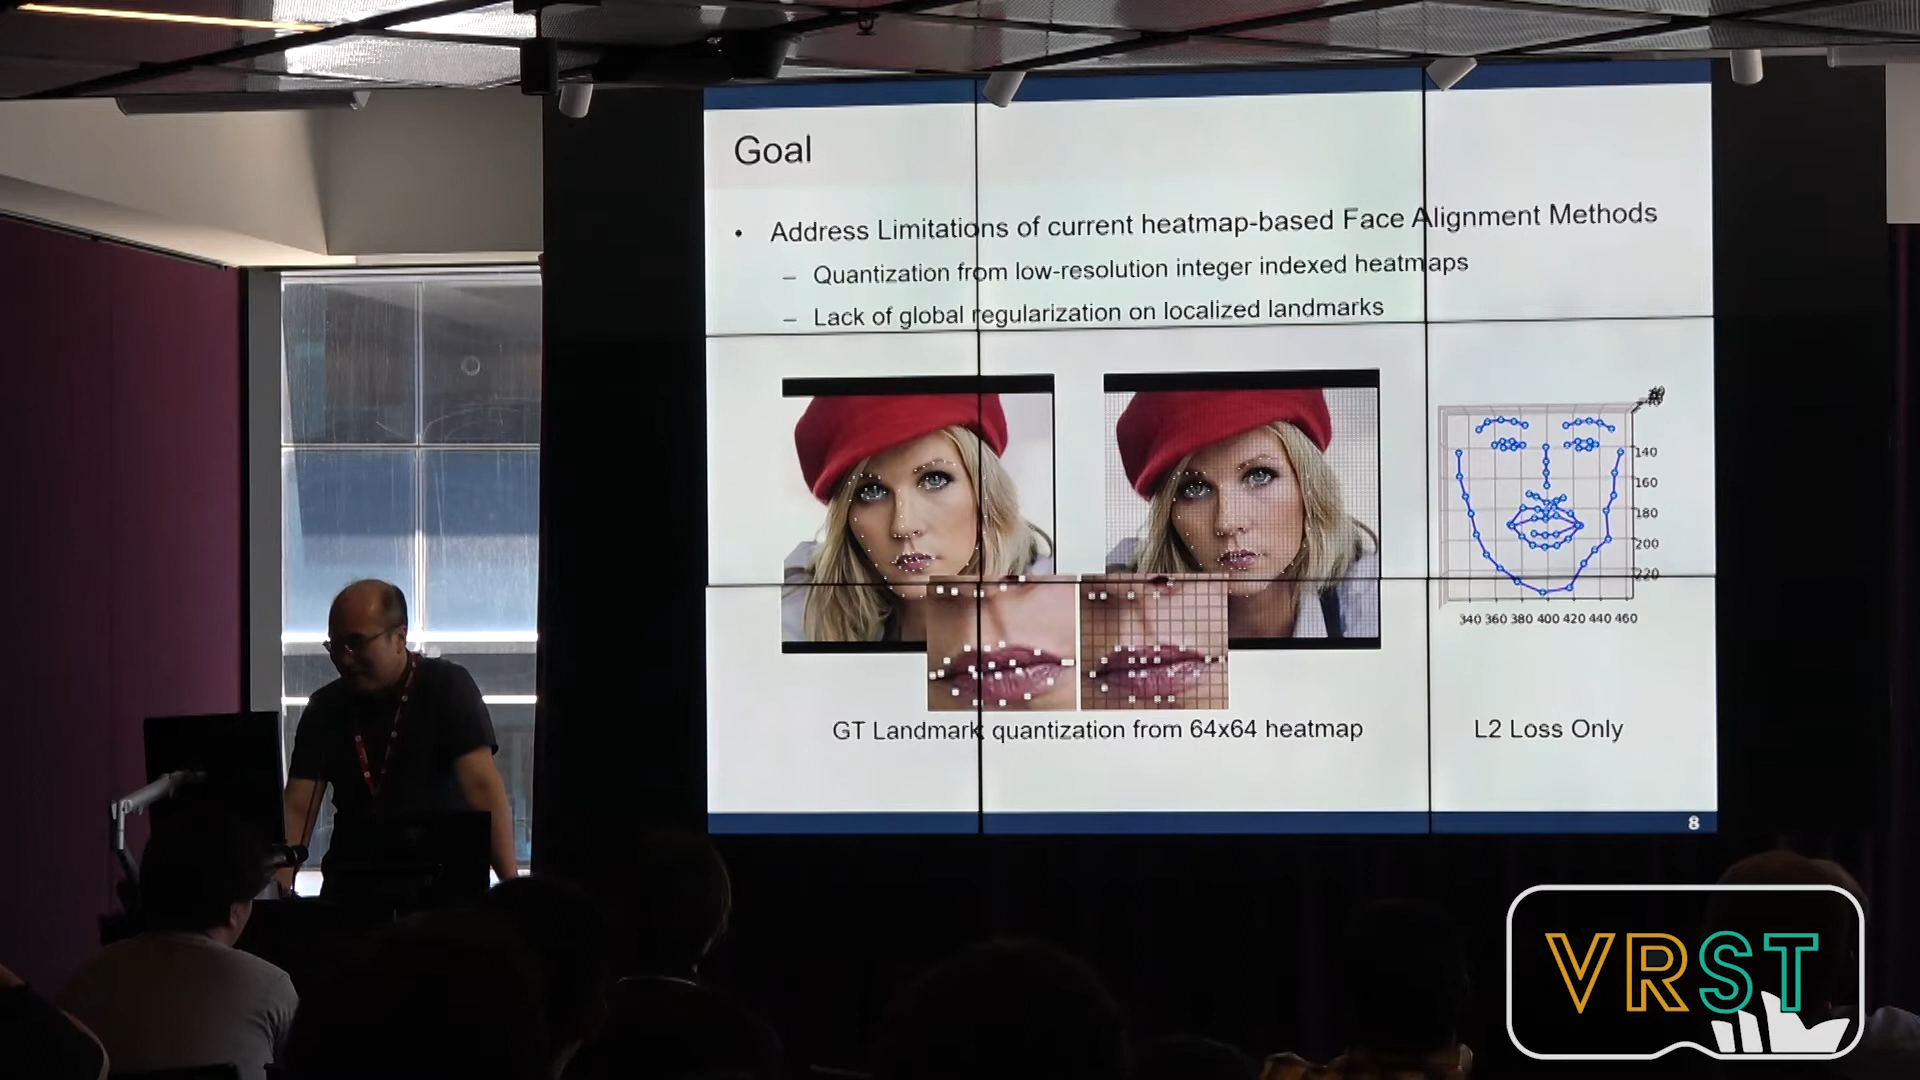 Goal
• Address Limitations of current heatmap-based Face Alignment Methods
– Quantization from low-resolution integer indexed heatmaps
– Lack of global regularization on localized landmarks
140
160
180
200
220
340 360 380 400 420 440 460
GT Landmark quantization from 64x64 heatmap
L2 Loss Only
8
VRST